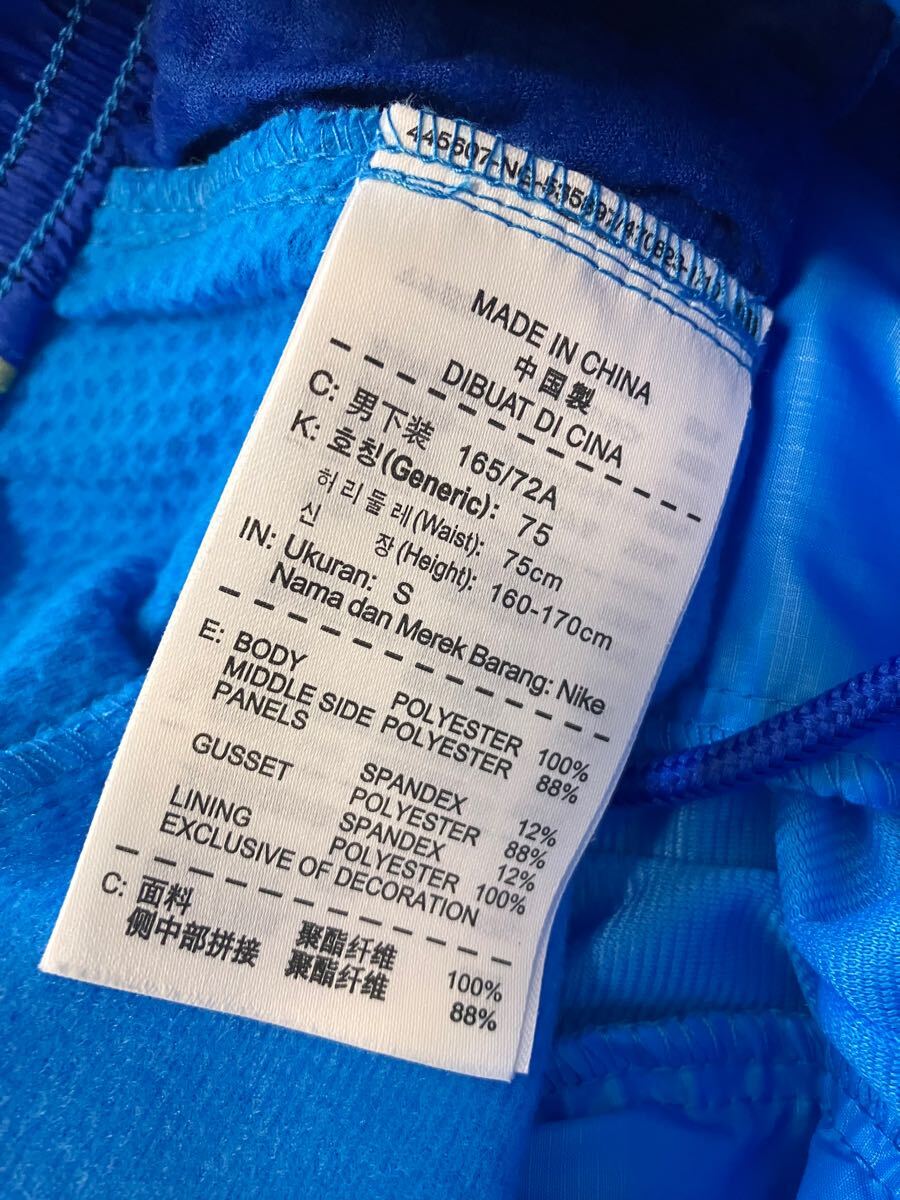 MADE IN CHINA
中国製
DIBUAT DI CINA
C: 男下装 165/72A
K: 호칭(Generic): 75
허리둘레(Waist): 75cm
신 장(Height): 160-170cm
IN: Ukuran: S
Nama dan Merek Barang: Nike
E: BODY POLYESTER 100%
MIDDLE SIDE POLYESTER 88%
PANELS SPANDEX 12%
GUSSET POLYESTER 88%
SPANDEX 12%
LINING POLYESTER 100%
EXCLUSIVE OF DECORATION
C: 面料 聚酯纤维 100%
侧中部拼接 聚酯纤维 88%